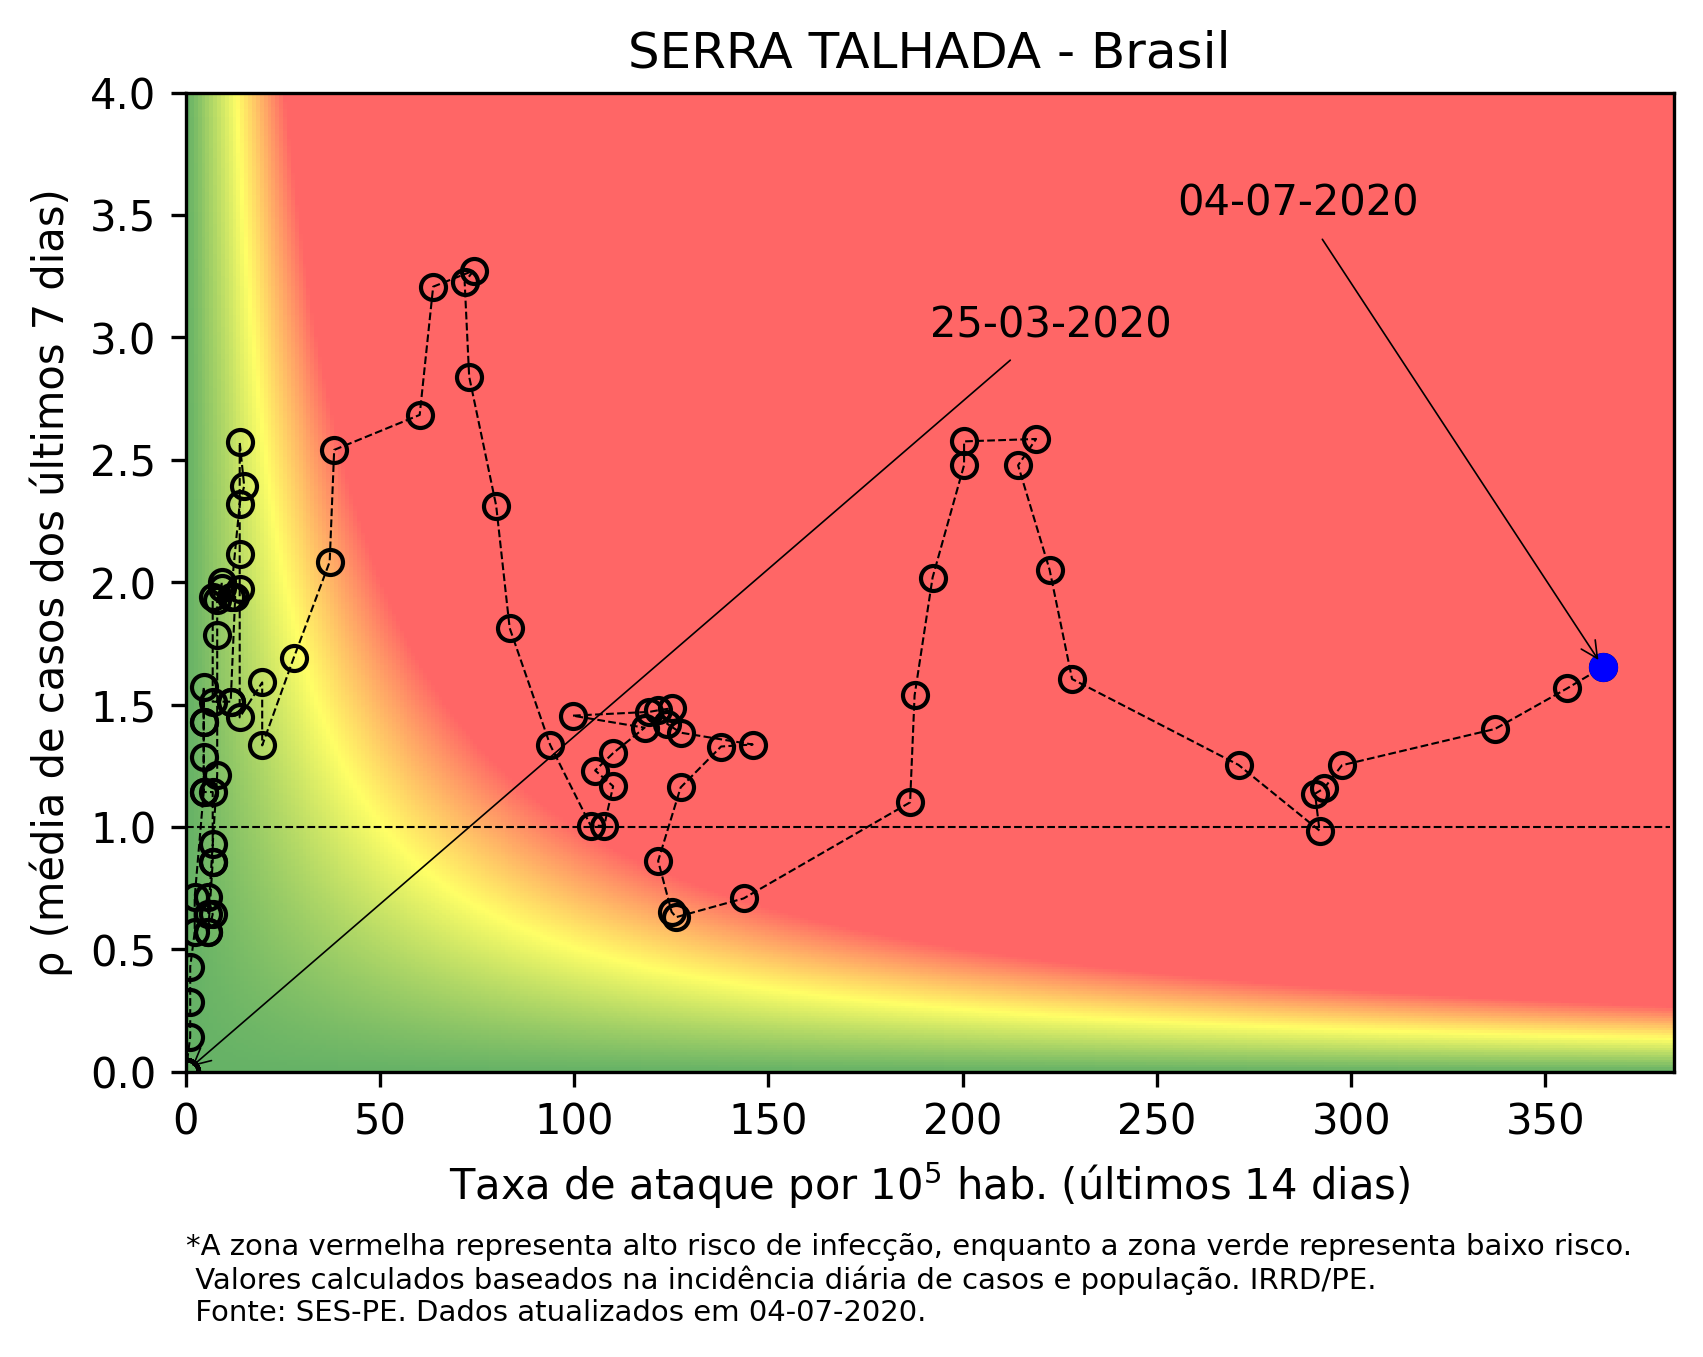 SERRA TALHADA - Brasil
4.0
3.5
3.0
2.5
2.0
1.5
1.0
0.5
0.0
ρ (média de casos dos últimos 7 dias)
04-07-2020
25-03-2020
0 50 100 150 200 250 300 350
Taxa de ataque por 10⁵ hab. (últimos 14 dias)
*A zona vermelha representa alto risco de infecção, enquanto a zona verde representa baixo risco.
Valores calculados baseados na incidência diária de casos e população. IRRD/PE.
Fonte: SES-PE. Dados atualizados em 04-07-2020.